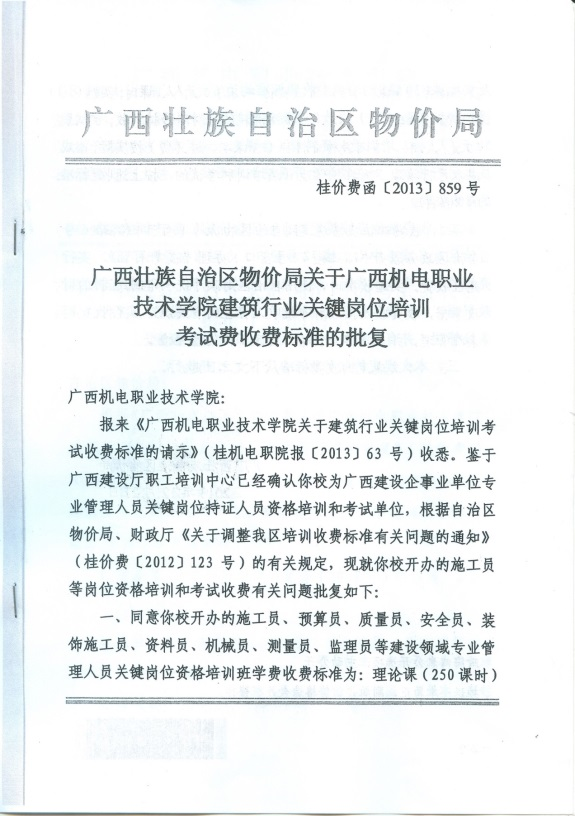 广西壮族自治区物价局
桂价费函〔2013〕859号
广西壮族自治区物价局关于广西机电职业
技术学院建筑行业关键岗位培训
考试费收费标准的批复
广西机电职业技术学院：
报来《广西机电职业技术学院关于建筑行业关键岗位培训考
试收费标准的请示》（桂机电职院报〔2013〕63 号）收悉。鉴于
广西建设厅职工培训中心已经确认你校为广西建设企事业单位专
业管理人员关键岗位持证人员资格培训和考试单位，根据自治区
物价局、财政厅《关于调整我区培训收费标准有关问题的通知》
（桂价费〔2012〕123 号）的有关规定，现就你校开办的施工员
等岗位资格培训和考试收费有关问题批复如下：
一、同意你校开办的施工员、预算员、质量员、安全员、装
饰施工员、资料员、机械员、测量员、监理员等建设领域专业管
理人员关键岗位资格培训班学费收费标准为：理论课（250课时）